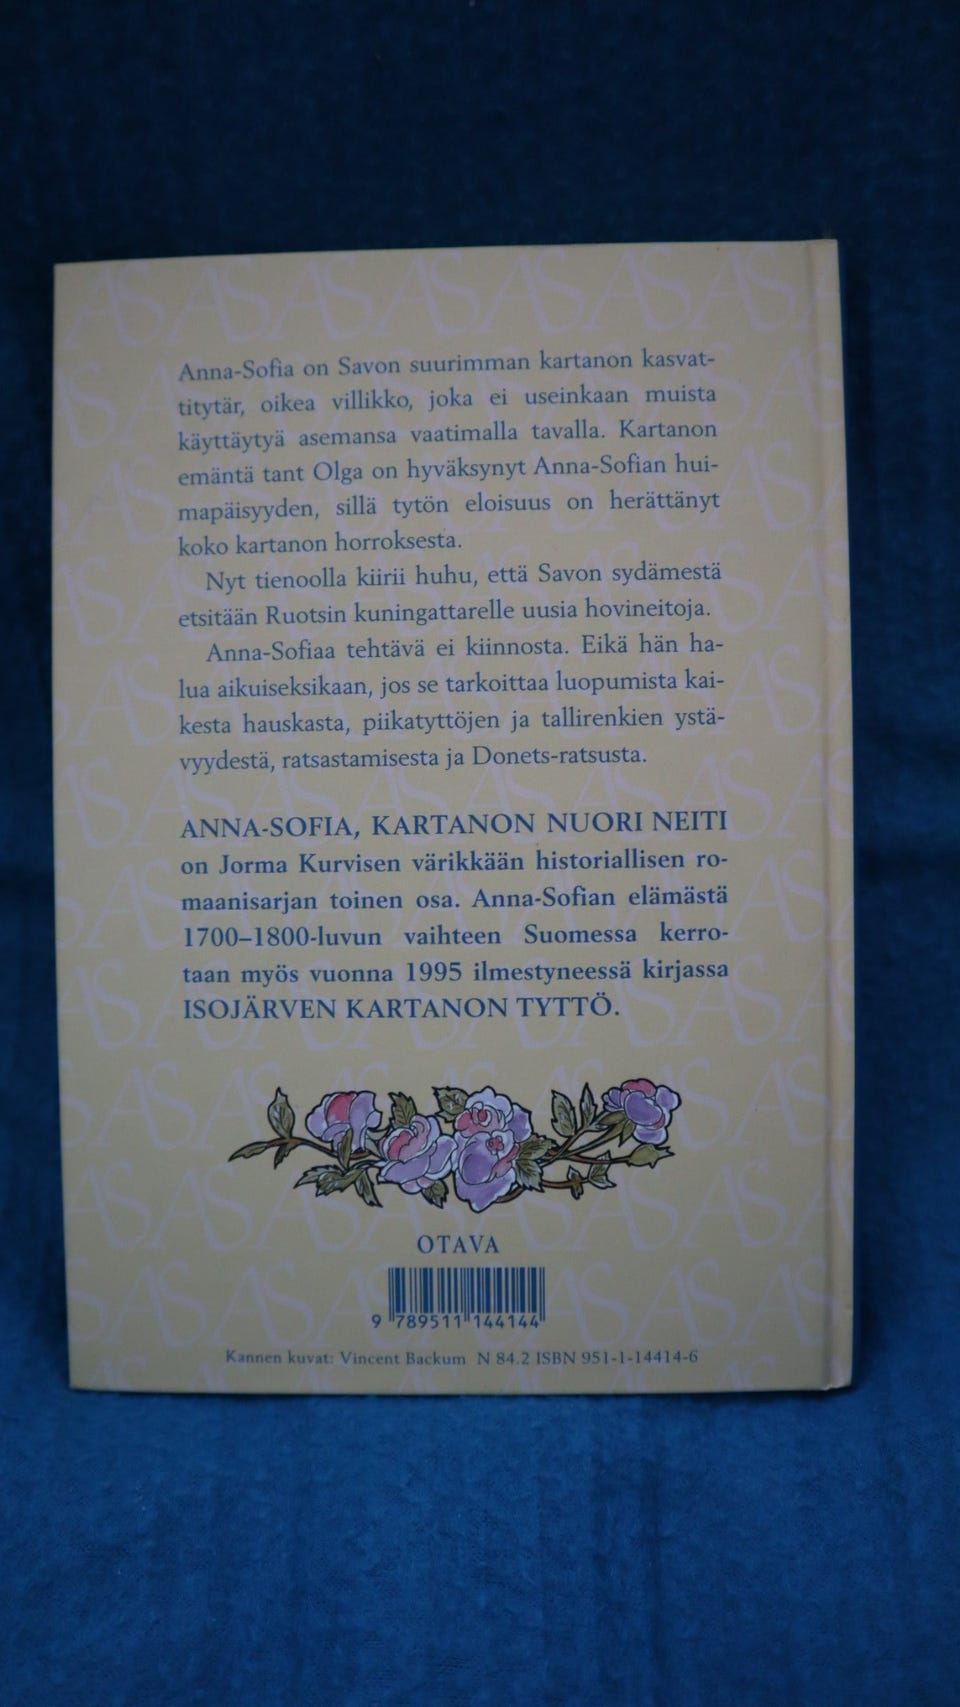 Anna-Sofia on Savon suurimman kartanon kasvat-
titytär, oikea villikko, joka ei useinkaan muista
käyttäytyä asemansa vaatimalla tavalla. Kartanon
emäntä tant Olga on hyväksynyt Anna-Sofian hui-
mapäisyyden, sillä tytön eloisuus on herättänyt
koko kartanon horroksesta.
Nyt tienoolla kiirii huhu, että Savon sydämestä
etsitään Ruotsin kuningattarelle uusia hovineitoja.
Anna-Sofiaa tehtävä ei kiinnosta. Eikä hän ha-
lua aikuiseksikaan, jos se tarkoittaa luopumista kai-
kesta hauskasta, piikatyttöjen ja tallirenkien ystä-
vyydestä, ratsastamisesta ja Donets-ratsusta.
ANNA-SOFIA, KARTANON NUORI NEITI
on Jorma Kurvisen värikkään historiallisen ro-
maanisarjan toinen osa. Anna-Sofian elämästä
1700–1800-luvun vaihteen Suomessa kerro-
taan myös vuonna 1995 ilmestyneessä kirjassa
ISOJÄRVEN KARTANON TYTTÖ.
OTAVA
9 789511 144144
Kannen kuvat: Vincent Backum N 84.2 ISBN 951-1-14414-6